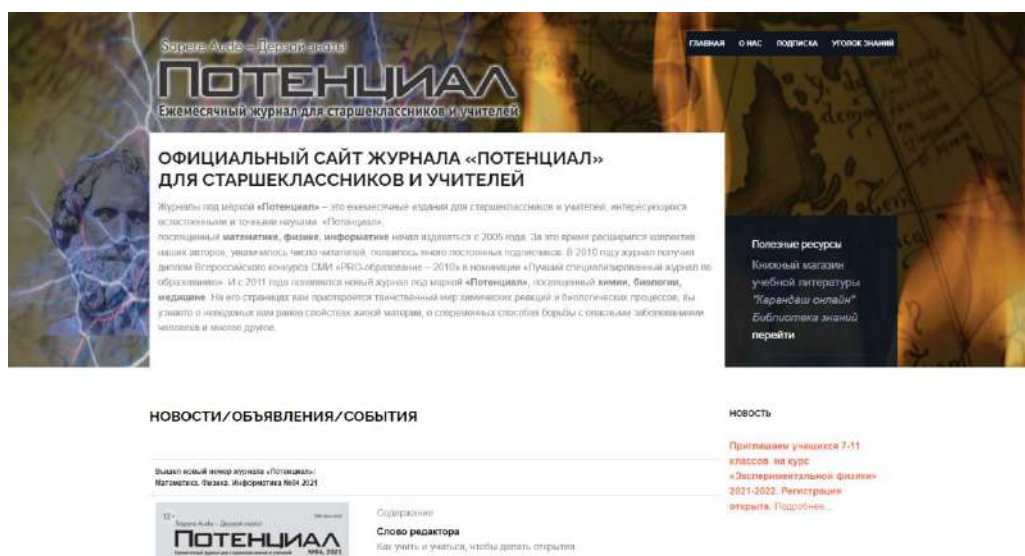 Sapere Aude – Дерзай знать!
ПОТЕНЦИАЛ
Ежемесячный журнал для старшеклассников и учителей
ГЛАВНАЯ О НАС ПОДПИСКА УГОЛОК ЗНАНИЙ
ОФИЦИАЛЬНЫЙ САЙТ ЖУРНАЛА «ПОТЕНЦИАЛ»
ДЛЯ СТАРШЕКЛАССНИКОВ И УЧИТЕЛЕЙ
Журналы под маркой «Потенциал» – это ежемесячные издания для старшеклассников и учителей, интересующихся
естественными и точными науками. «Потенциал»,
посвященный математике, физике, информатике начал издаваться с 2005 года. За это время расширился коллектив
наших авторов, увеличилось число читателей, появилось много постоянных подписчиков. В 2010 году журнал получил
диплом Всероссийского конкурса СМИ «PRO-образование – 2010» в номинации «Лучший специализированный журнал по
образованию». И с 2011 года появляется новый журнал под маркой «Потенциал», посвященный химии, биологии,
медицине. На его страницах вам приоткроется таинственный мир химических реакций и биологических процессов, вы
узнаете о неведомых вам ранее свойствах живой материи, о современных способах борьбы с опасными заболеваниями
человека и многое другое.
Полезные ресурсы
Книжный магазин
учебной литературы
"Карандаш онлайн"
Библиотека знаний
перейти
НОВОСТИ/ОБЪЯВЛЕНИЯ/СОБЫТИЯ
Вышел новый номер журнала «Потенциал»:
Математика. Физика. Информатика №04 2021
12+
Sapere Aude – Дерзай знать!
ПОТЕНЦИАЛ
№04, 2021
Содержание
Слово редактора
Как учить и учиться, чтобы делать открытия
НОВОСТЬ
Приглашаем учащихся 7-11
классов на курс
«Экспериментальной физики»
2021-2022. Регистрация
открыта. Подробнее...